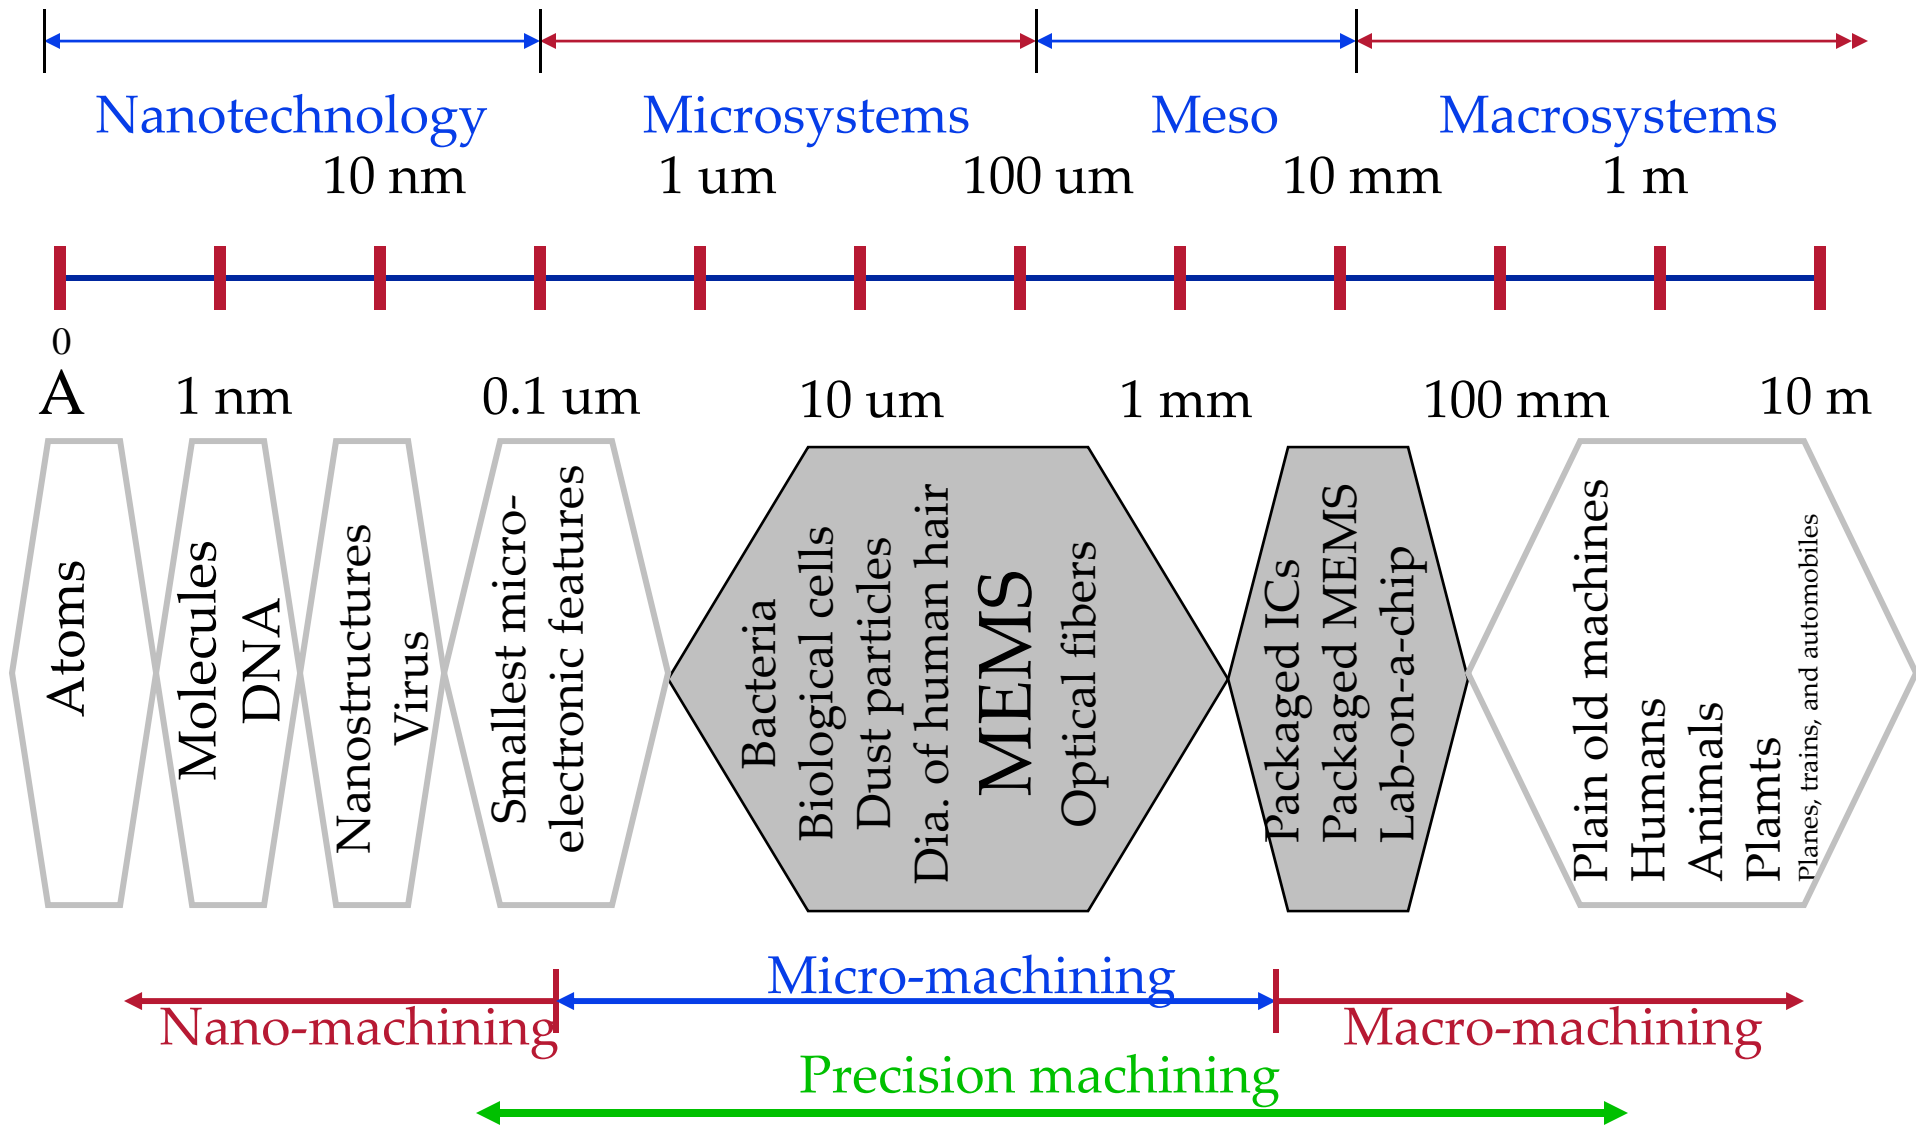 Nanotechnology
Microsystems
Meso
Macrosystems
10 nm
1 um
100 um
10 mm
1 m
0
A
1 nm
0.1 um
10 um
1 mm
100 mm
10 m
Atoms
Molecules
DNA
Nanostructures
Virus
Smallest micro-
electronic features
Bacteria
Biological cells
Dust particles
Dia. of human hair
MEMS
Optical fibers
Packaged ICs
Packaged MEMS
Lab-on-a-chip
Plain old machines
Humans
Animals
Plamts
Planes, trains, and automobiles
Micro-machining
Nano-machining
Macro-machining
Precision machining